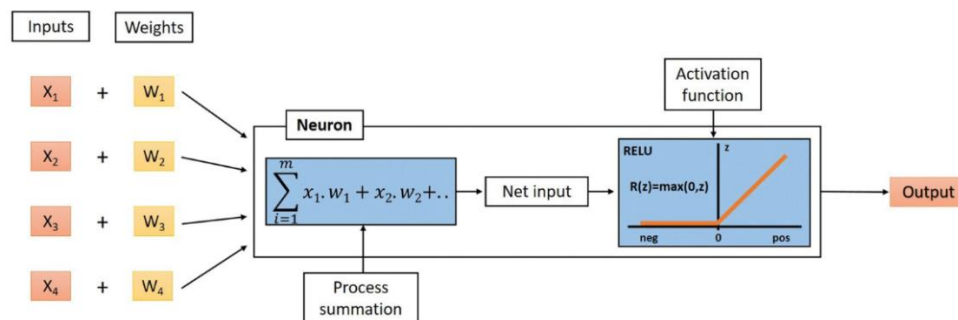 Inputs Weights
X₁ + W₁
X₂ + W₂
X₃ + W₃
X₄ + W₄
Neuron
m
∑ x₁. w₁ + x₂. w₂+. .
i=1
Process
summation
Net input
Activation
function
RELU
z
R(z)=max(0,z)
neg 0 pos
Output